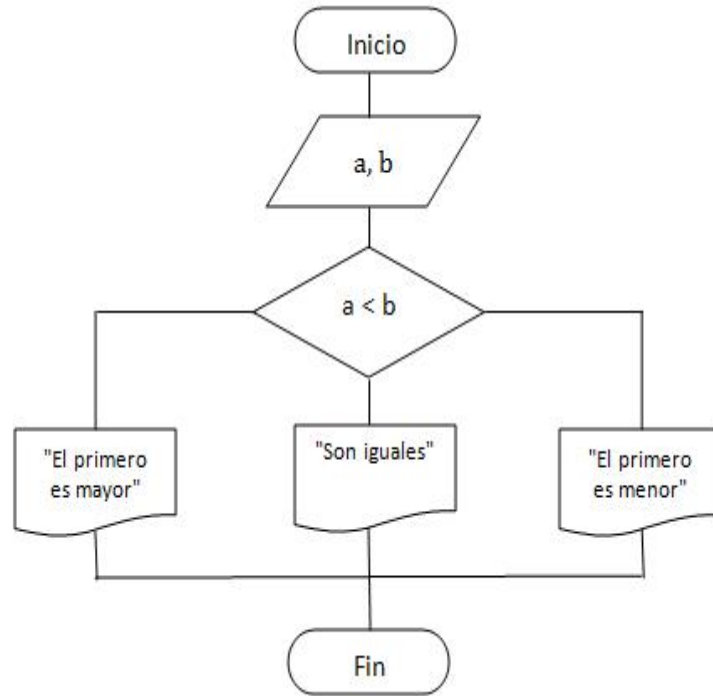 Inicio
a, b
a < b
"El primero
es mayor"
"Son iguales"
"El primero
es menor"
Fin